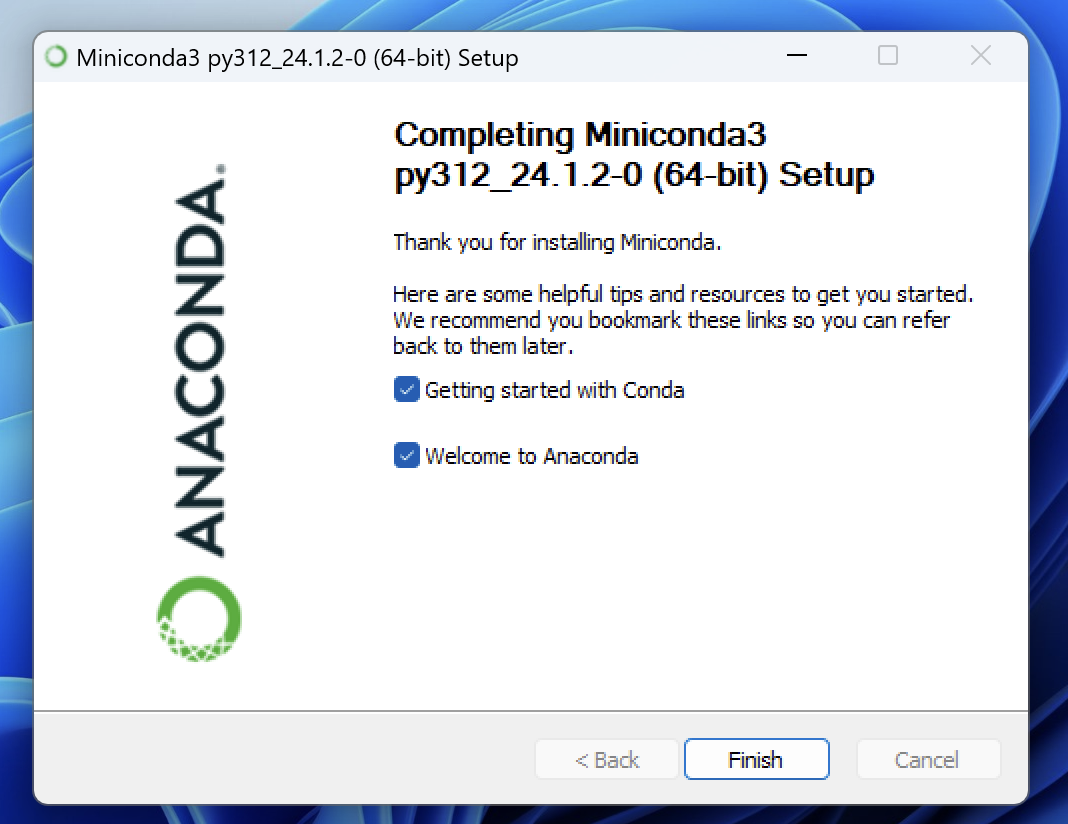 Miniconda3 py312_24.1.2-0 (64-bit) Setup
ANACONDA.
Completing Miniconda3
py312_24.1.2-0 (64-bit) Setup
Thank you for installing Miniconda.
Here are some helpful tips and resources to get you started.
We recommend you bookmark these links so you can refer
back to them later.
Getting started with Conda
Welcome to Anaconda
< Back
Finish
Cancel